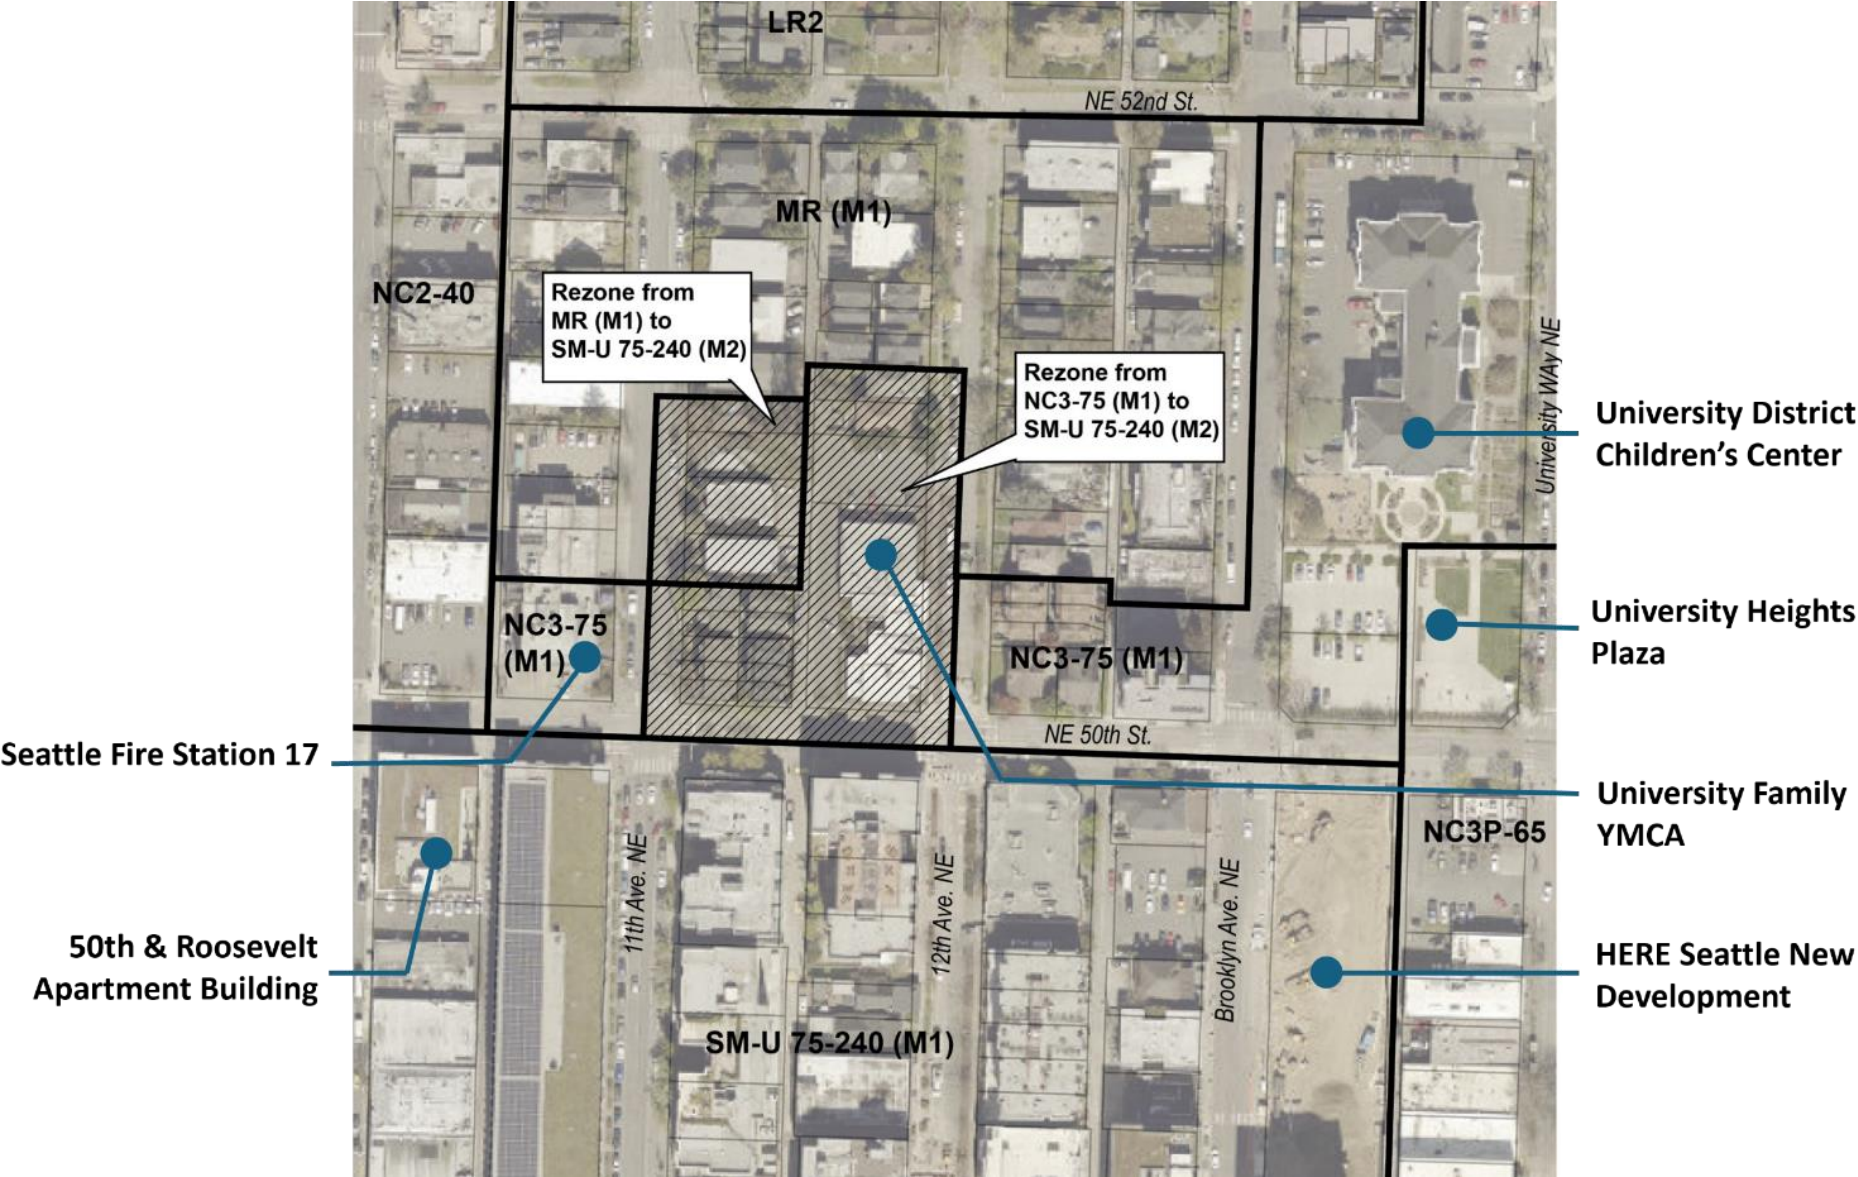 LR2
NE 52nd St.
MR (M1)
NC2-40
Rezone from
MR (M1) to
SM-U 75-240 (M2)
Rezone from
NC3-75 (M1) to
SM-U 75-240 (M2)
University WAy NE
University District
Children’s Center
NC3-75
(M1)
NC3-75 (M1)
University Heights
Plaza
NE 50th St.
Seattle Fire Station 17
University Family
YMCA
NC3P-65
11th Ave. NE
12th Ave. NE
Brooklyn Ave. NE
50th & Roosevelt
Apartment Building
HERE Seattle New
Development
SM-U 75-240 (M1)